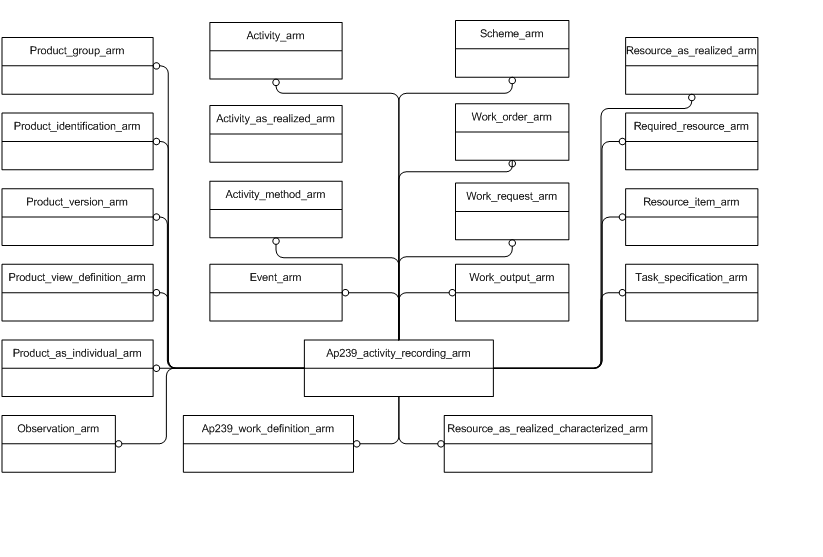 Activity_arm
Scheme_arm
Product_group_arm
Resource_as_realized_arm
Activity_as_realized_arm
Work_order_arm
Product_identification_arm
Required_resource_arm
Activity_method_arm
Work_request_arm
Product_version_arm
Resource_item_arm
Product_view_definition_arm
Event_arm
Work_output_arm
Task_specification_arm
Product_as_individual_arm
Ap239_activity_recording_arm
Observation_arm
Ap239_work_definition_arm
Resource_as_realized_characterized_arm